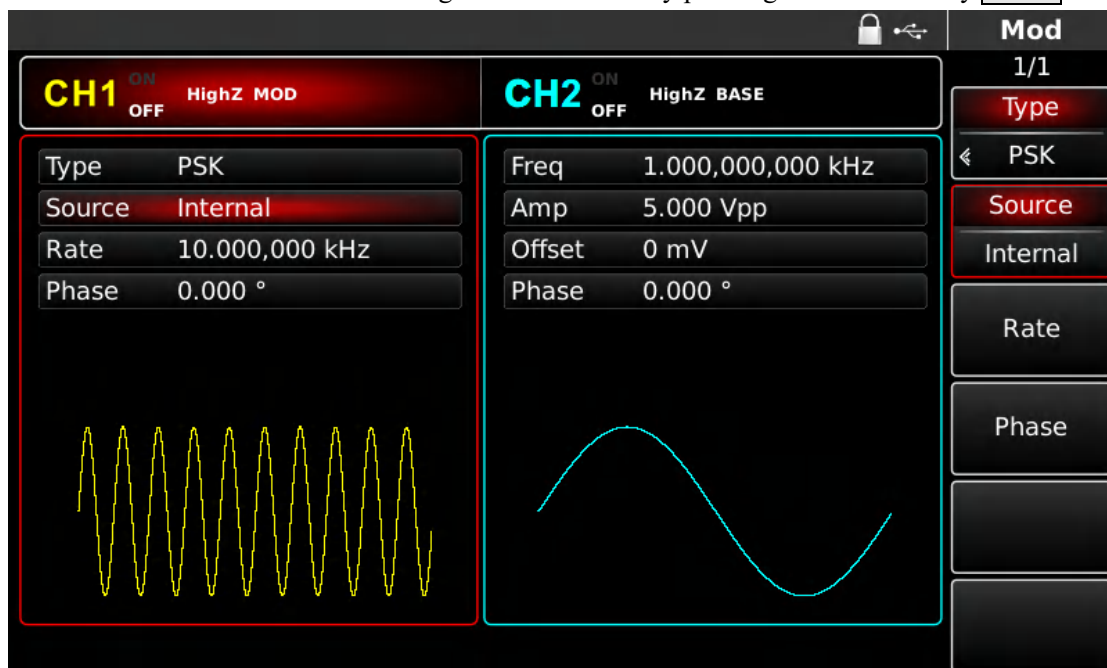 Mod
1/1
CH1 ON OFF HighZ MOD
CH2 ON OFF HighZ BASE
Type PSK
Source Internal
Rate 10.000,000 kHz
Phase 0.000 °
Freq 1.000,000,000 kHz
Amp 5.000 Vpp
Offset 0 mV
Phase 0.000 °
Type
PSK
Source
Internal
Rate
Phase